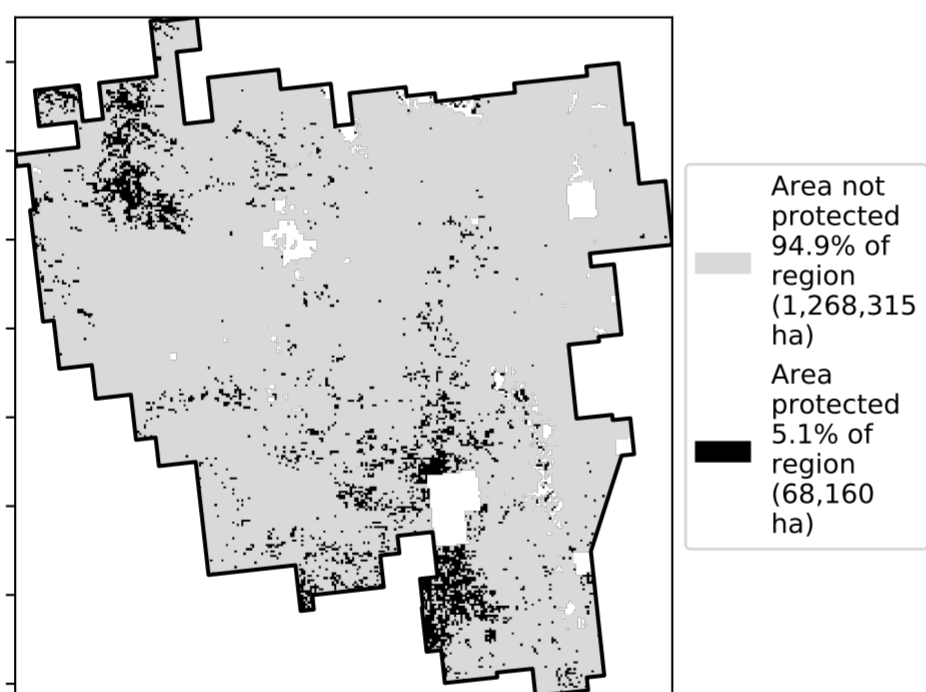 Area not
protected
94.9% of
region
(1,268,315
ha)
Area
protected
5.1% of
region
(68,160
ha)